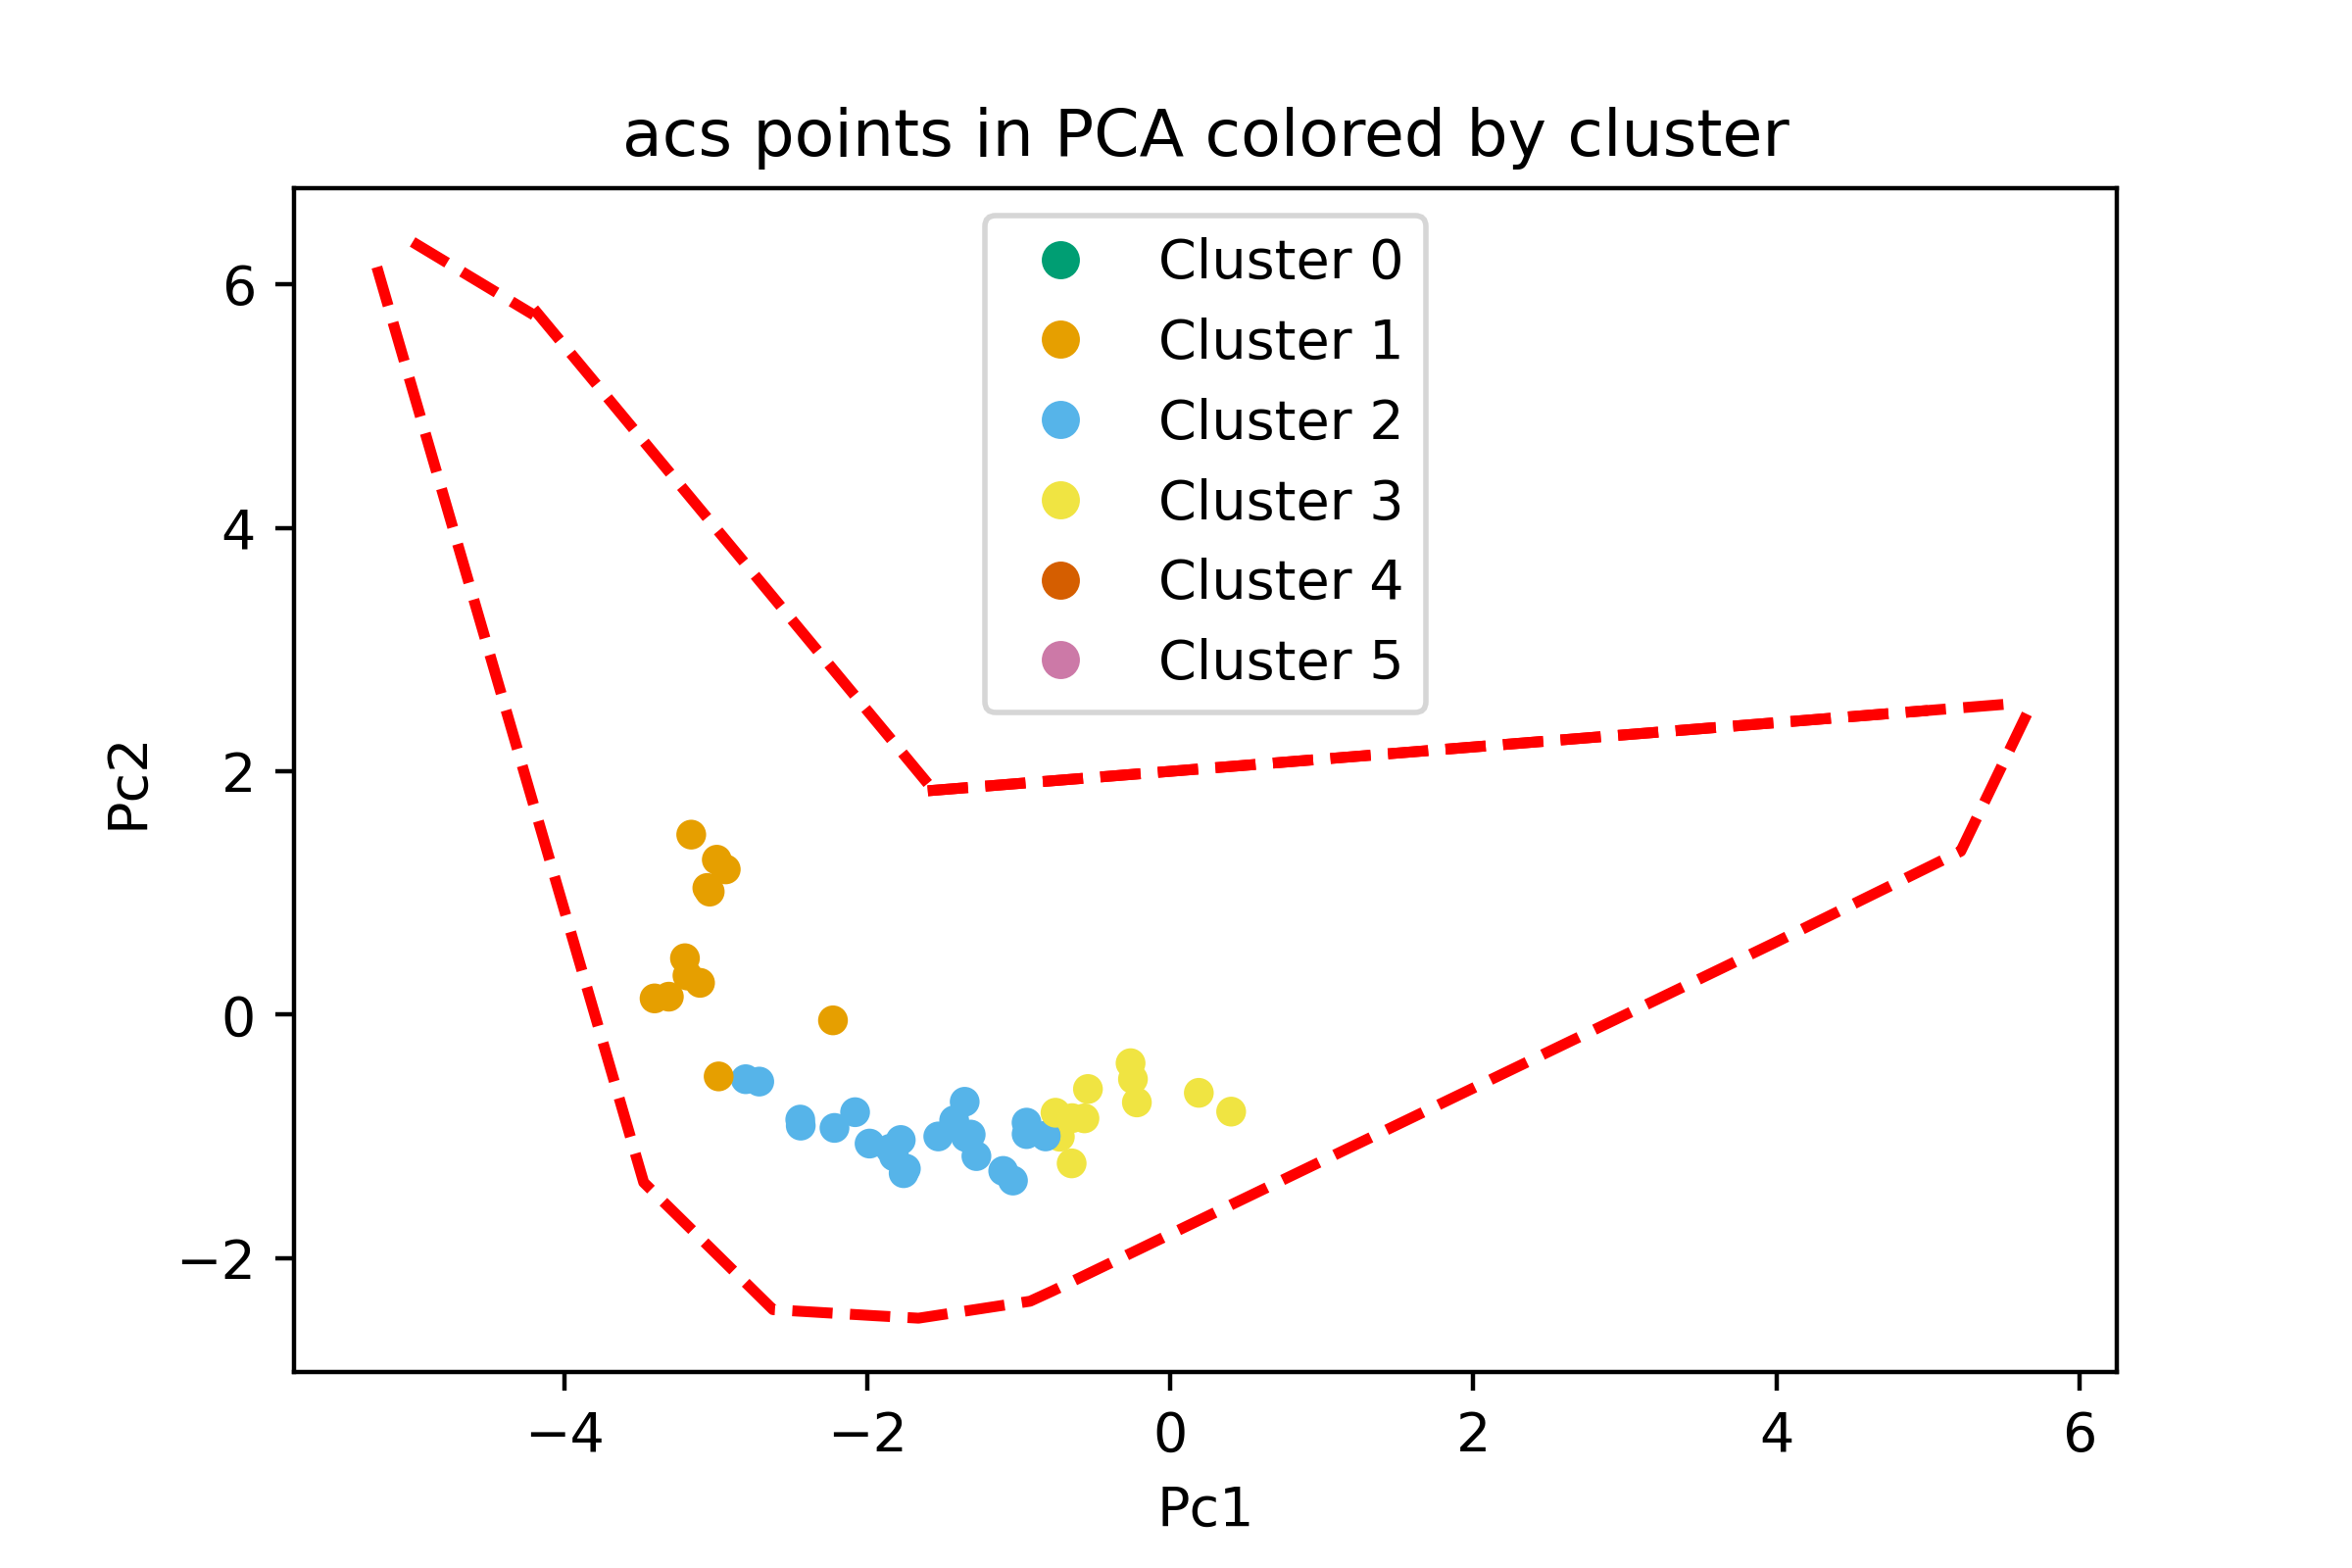 acs points in PCA colored by cluster
Cluster 0
Cluster 1
Cluster 2
Cluster 3
Cluster 4
Cluster 5
6
4
2
0
−2
Pc2
−4
−2
0
2
4
6
Pc1